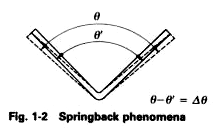 θ
θ'
θ-θ' = Δθ
Fig. 1-2 Springback phenomena